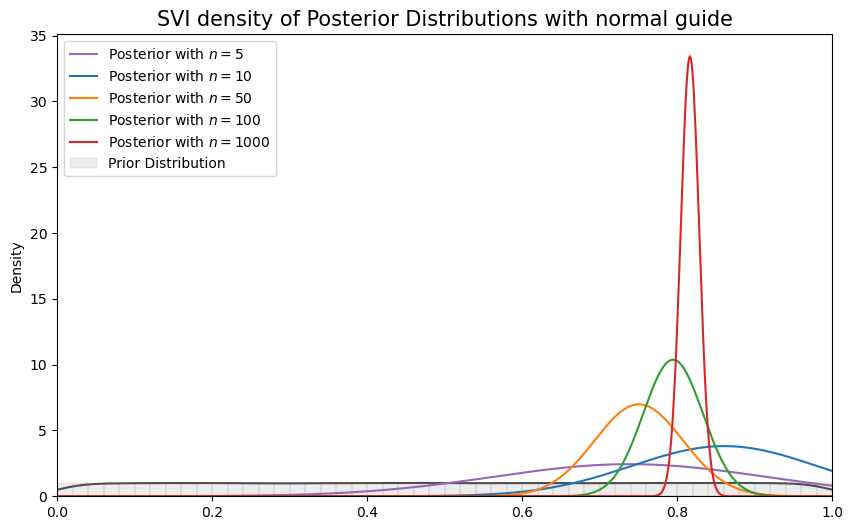 SVI density of Posterior Distributions with normal guide
35
30
25
20
15
10
5
0
Density
Posterior with n = 5
Posterior with n = 10
Posterior with n = 50
Posterior with n = 100
Posterior with n = 1000
Prior Distribution
0.0 0.2 0.4 0.6 0.8 1.0